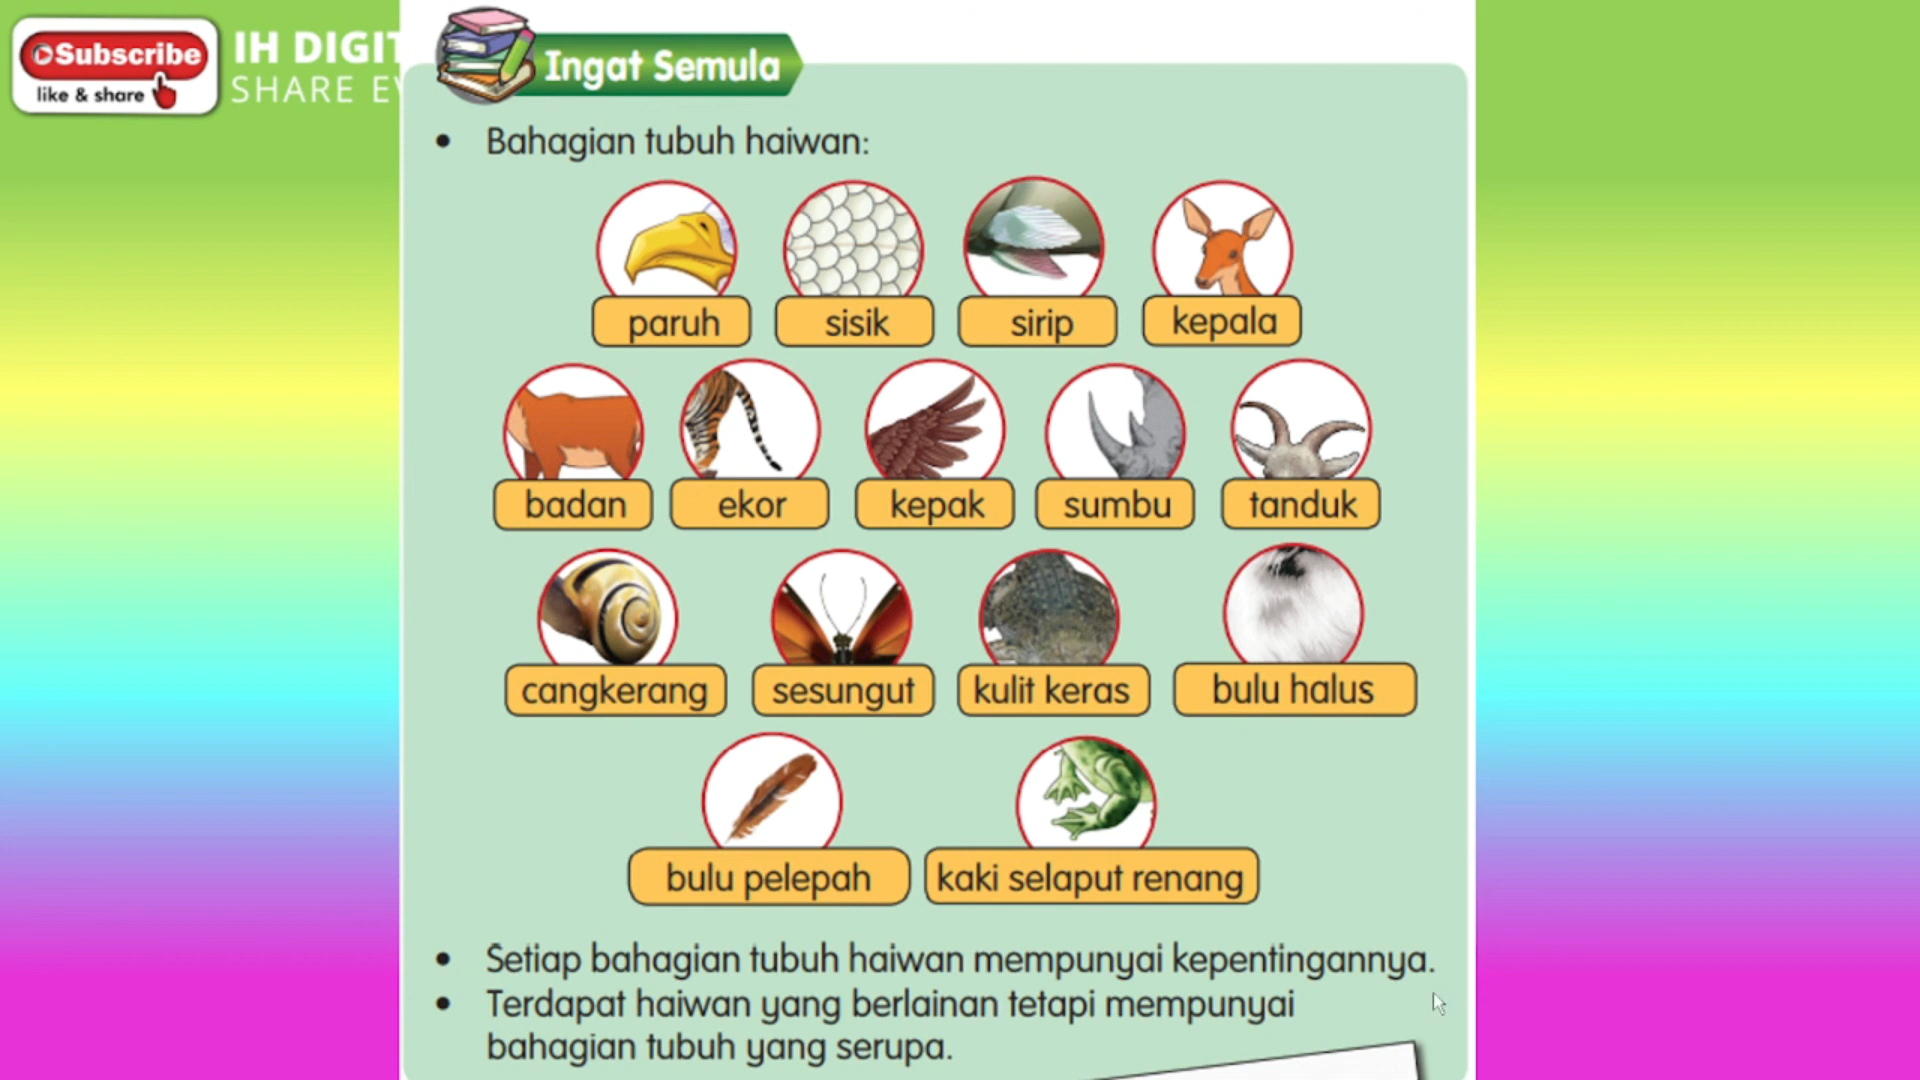 Subscribe
like & share
IH DIGIT
SHARE EV
Ingat Semula
• Bahagian tubuh haiwan:
paruh sisik sirip kepala
badan ekor kepak sumbu tanduk
cangkerang sesungut kulit keras bulu halus
bulu pelepah kaki selaput renang
• Setiap bahagian tubuh haiwan mempunyai kepentingannya.
• Terdapat haiwan yang berlainan tetapi mempunyai
bahagian tubuh yang serupa.